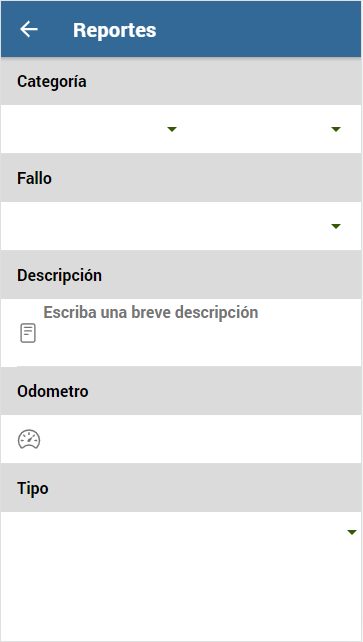 Reportes
Categoría
Fallo
Descripción
Escriba una breve descripción
Odometro
Tipo